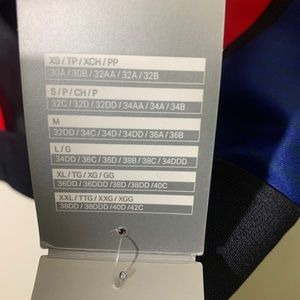 XS / TP / XCH / PP
30A / 30B / 32AA / 32A / 32B
S / P / CH / P
32C / 32D / 32DD / 34AA / 34A / 34B
M
32DD / 34C / 34D / 34DD / 36A / 36B
L / G
34DD / 36C / 36D / 38B / 38C / 34DDD
XL / TG / XG / GG
36DD / 36DDD / 38D / 38DD / 40C
XXL / TTG / XXG / XGG
38DD / 38DDD / 40D / 42C